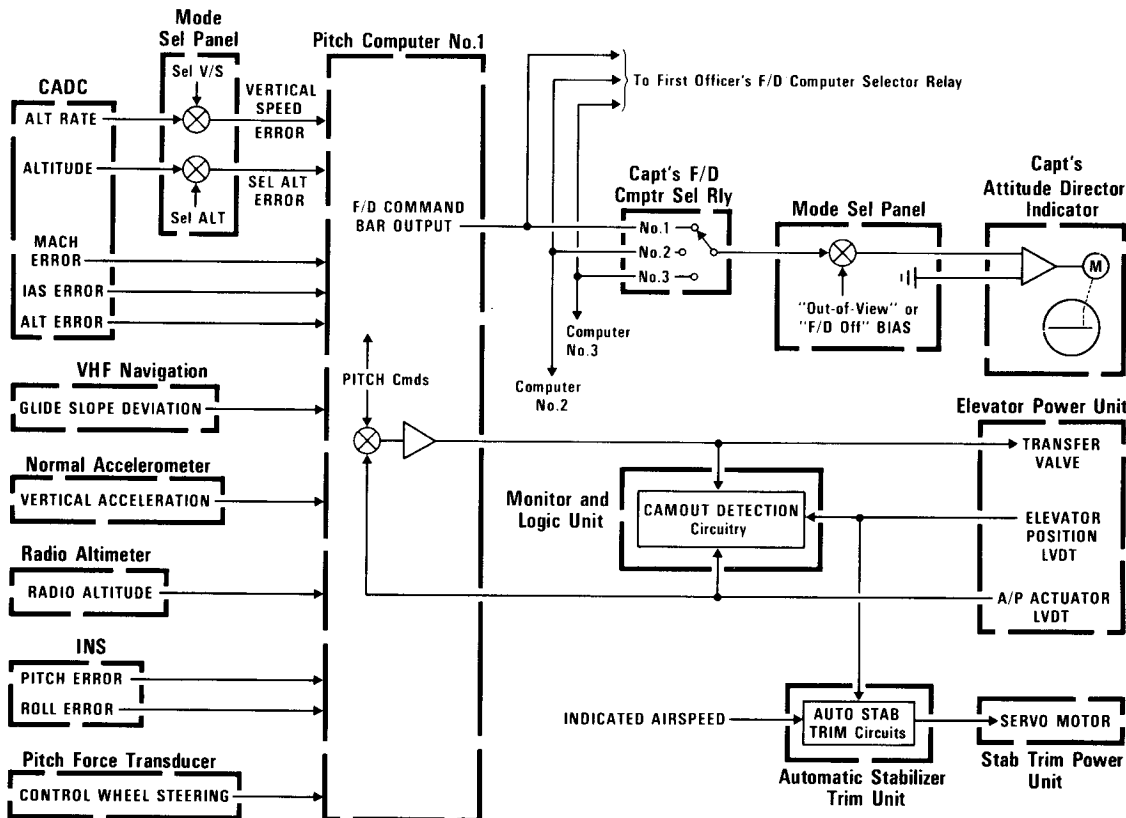 Mode
Sel Panel
Pitch Computer No.1
Sel V/S
CADC
VERTICAL
SPEED
ERROR
ALT RATE
ALTITUDE
SEL ALT
ERROR
Sel ALT
MACH
ERROR
IAS ERROR
ALT ERROR
F/D COMMAND
BAR OUTPUT
To First Officer's F/D Computer Selector Relay
Capt's F/D
Cmptr Sel Rly
No.1
No.2
No.3
Computer
No.3
Computer
No.2
Mode Sel Panel
"Out-of-View" or
"F/D Off" BIAS
Capt's
Attitude Director
Indicator
M
VHF Navigation
GLIDE SLOPE DEVIATION
PITCH Cmds
Normal Accelerometer
VERTICAL ACCELERATION
Monitor and
Logic Unit
CAMOUT DETECTION
Circuitry
Elevator Power Unit
TRANSFER
VALVE
ELEVATOR
POSITION
LVDT
A/P ACTUATOR
LVDT
Radio Altimeter
RADIO ALTITUDE
INS
PITCH ERROR
ROLL ERROR
INDICATED AIRSPEED
AUTO STAB
TRIM Circuits
Automatic Stabilizer
Trim Unit
SERVO MOTOR
Stab Trim Power
Unit
Pitch Force Transducer
CONTROL WHEEL STEERING